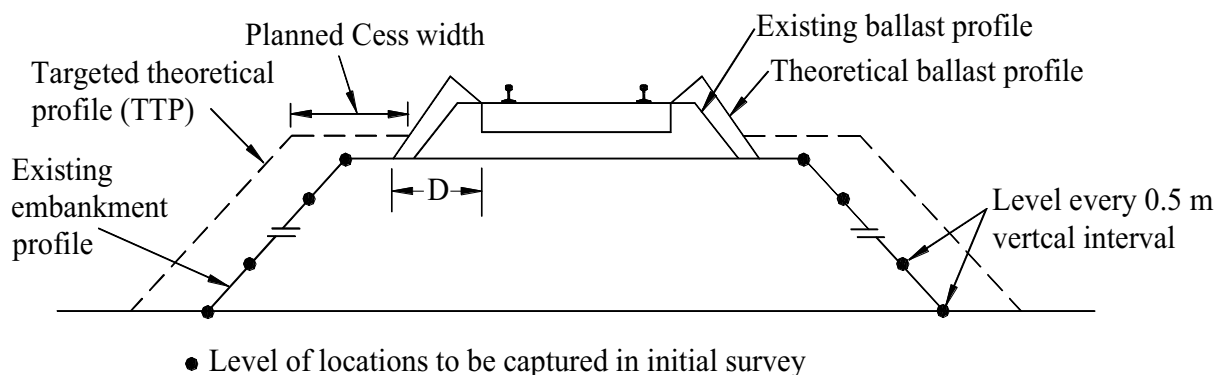 Planned Cess width
Existing ballast profile
Targeted theoretical
profile (TTP)
Theoretical ballast profile
Existing
embankment
profile
D
Level every 0.5 m
vertcal interval
Level of locations to be captured in initial survey